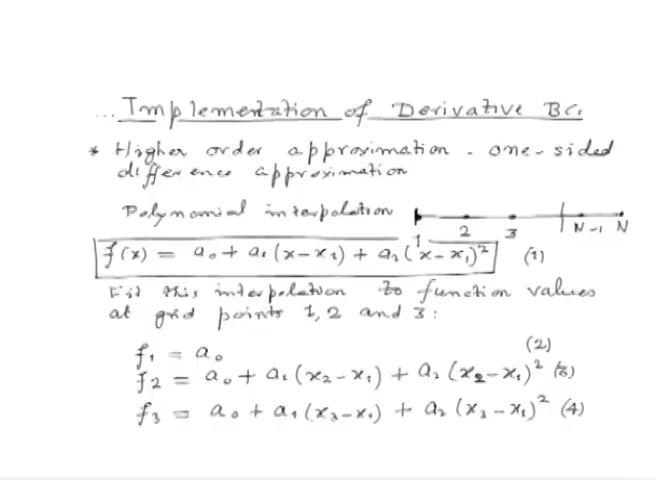 ... Implementation of Derivative BC.
* Higher order approximation - one-sided
difference approximation
Polynomial interpolation
1 2 3 N-1 N
f(x) = a₀ + a₁(x-x₁) + a₂(x-x₁)² (1)
Fit this interpolation to function values
at grid points 1, 2 and 3:
f₁ = a₀ (2)
f₂ = a₀ + a₁(x₂-x₁) + a₂(x₂-x₁)² (3)
f₃ = a₀ + a₁(x₃-x₁) + a₂(x₃-x₁)² (4)